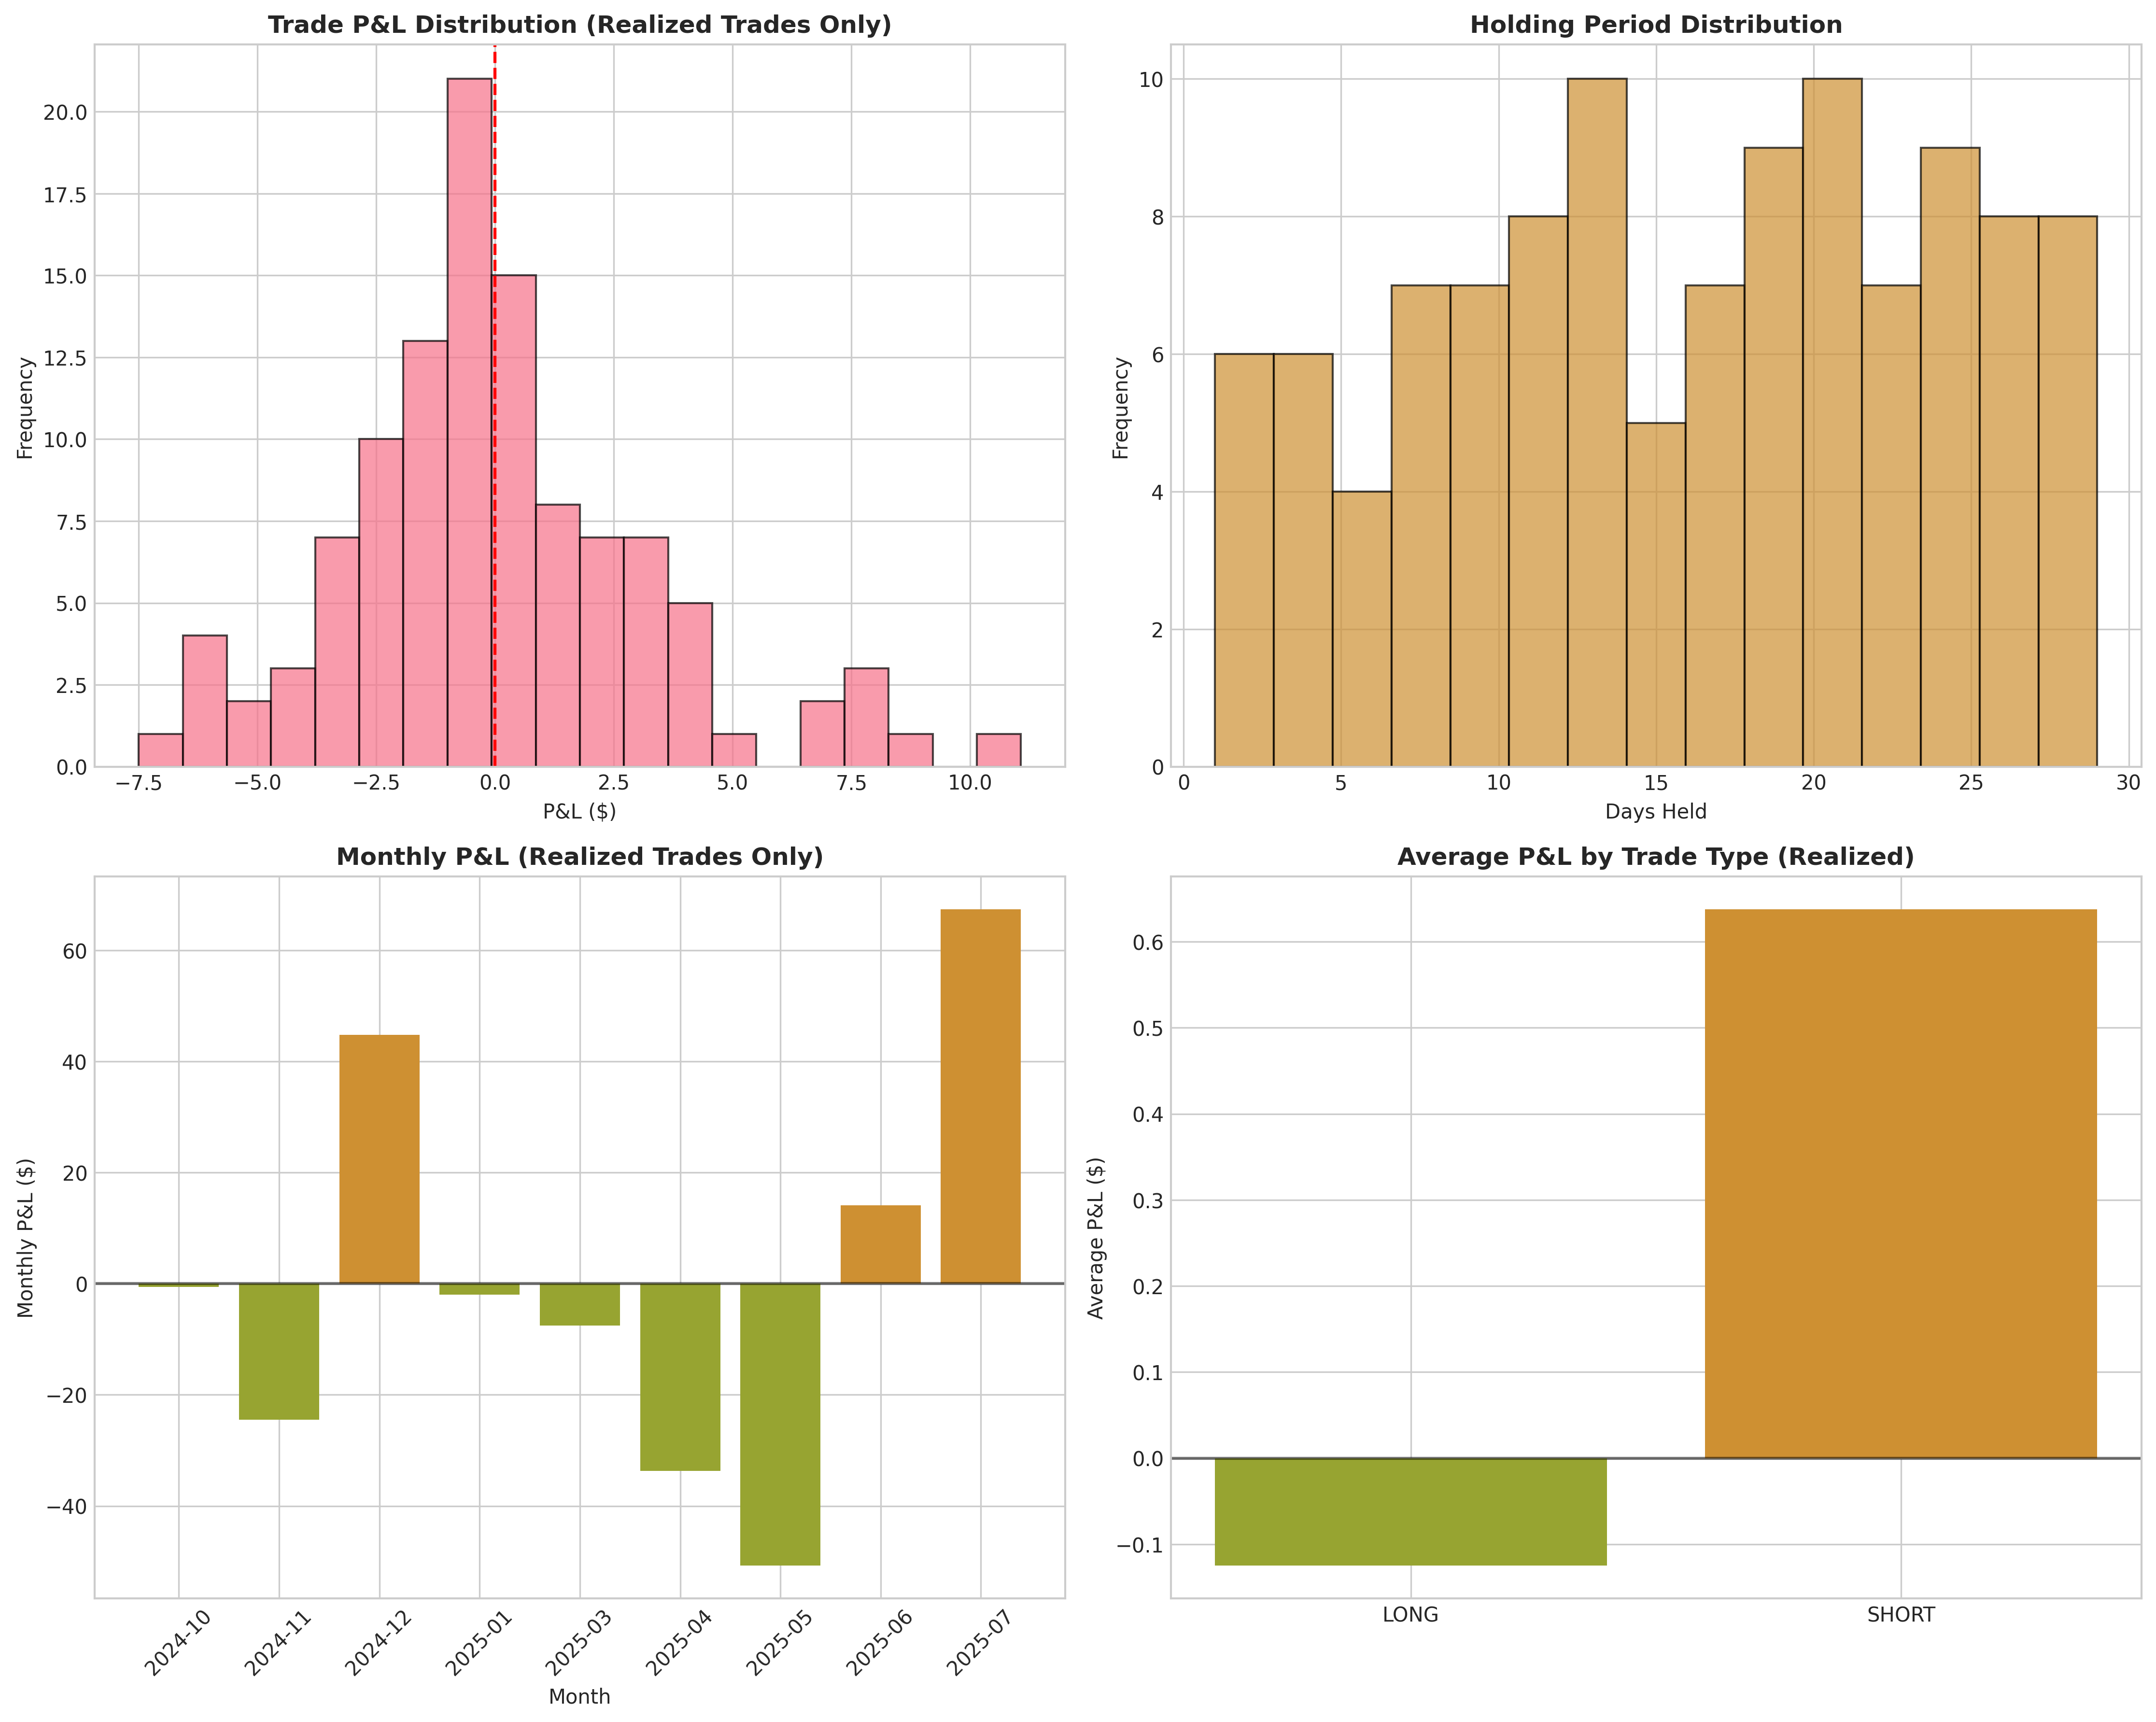 Trade P&L Distribution (Realized Trades Only)
Frequency
20.0
17.5
15.0
12.5
10.0
7.5
5.0
2.5
0.0
−7.5 −5.0 −2.5 0.0 2.5 5.0 7.5 10.0
P&L ($)
Holding Period Distribution
Frequency
10
8
6
4
2
0
0 5 10 15 20 25 30
Days Held
Monthly P&L (Realized Trades Only)
Monthly P&L ($)
60
40
20
0
−20
−40
2024-10 2024-11 2024-12 2025-01 2025-03 2025-04 2025-05 2025-06 2025-07
Month
Average P&L by Trade Type (Realized)
Average P&L ($)
0.6
0.5
0.4
0.3
0.2
0.1
0.0
−0.1
LONG SHORT